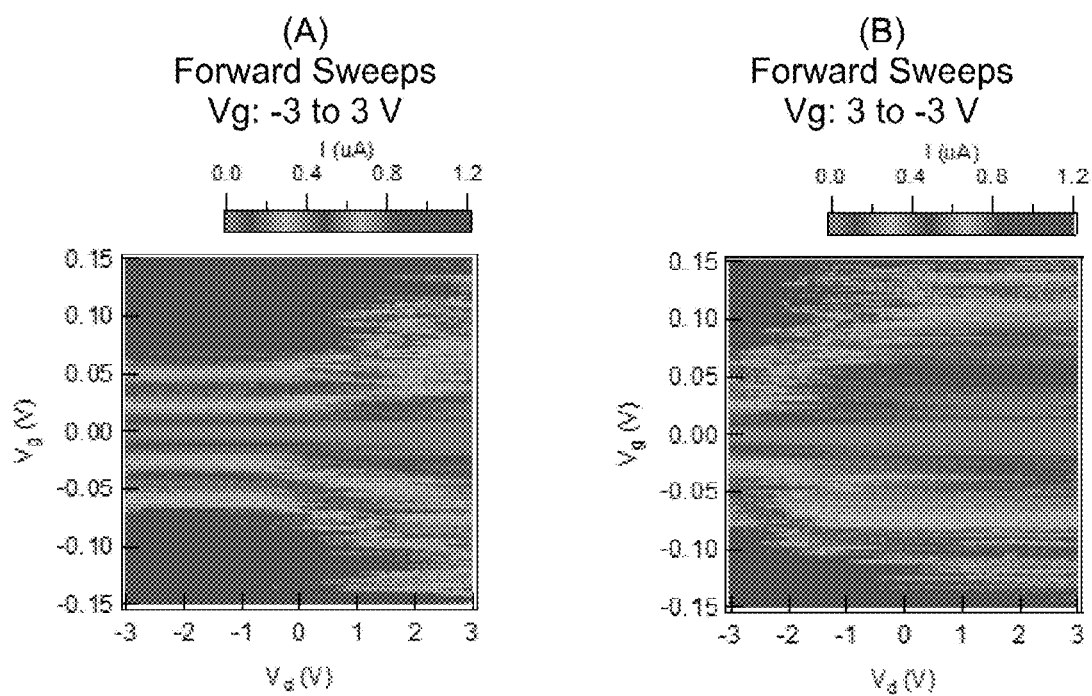 (A)
Forward Sweeps
Vg: -3 to 3 V
I (uA)
0.0 0.4 0.8 1.2
0.15
0.10
0.05
0.00
-0.05
-0.10
-0.15
Vg (V)
-3 -2 -1 0 1 2 3
Vg (V)
(B)
Forward Sweeps
Vg: 3 to -3 V
I (uA)
0.0 0.4 0.8 1.2
0.15
0.10
0.05
0.00
-0.05
-0.10
-0.15
Vg (V)
-3 -2 -1 0 1 2 3
Vd (V)